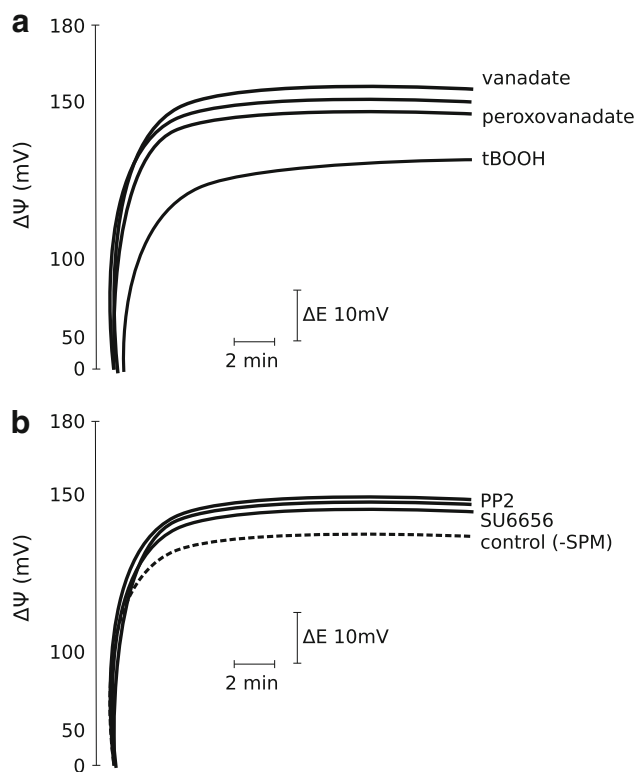 a
180
150
100
50
0
ΔΨ (mV)
vanadate
peroxovanadate
tBOOH
ΔE 10mV
2 min
b
180
150
100
50
0
ΔΨ (mV)
PP2
SU6656
control (-SPM)
ΔE 10mV
2 min